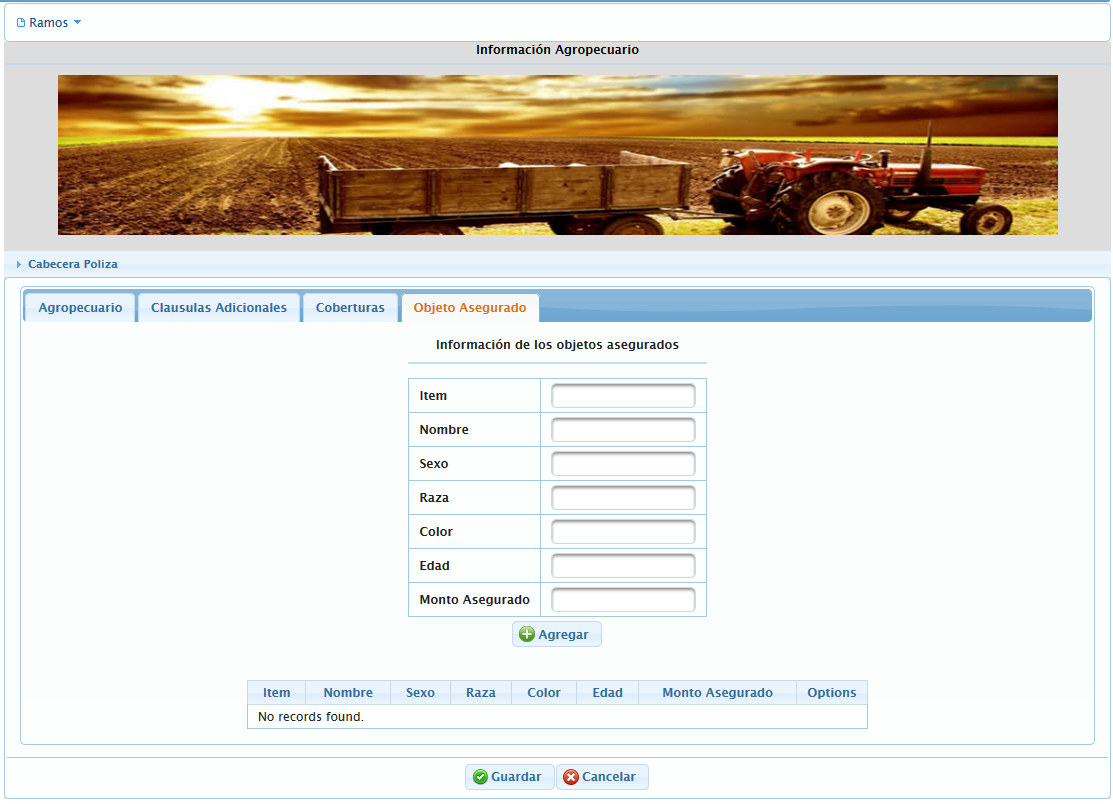 Ramos
Información Agropecuario
Cabecera Poliza
Agropecuario Clausulas Adicionales Coberturas Objeto Asegurado
Información de los objetos asegurados
Item
Nombre
Sexo
Raza
Color
Edad
Monto Asegurado
Agregar
Item Nombre Sexo Raza Color Edad Monto Asegurado Options
No records found.
Guardar Cancelar